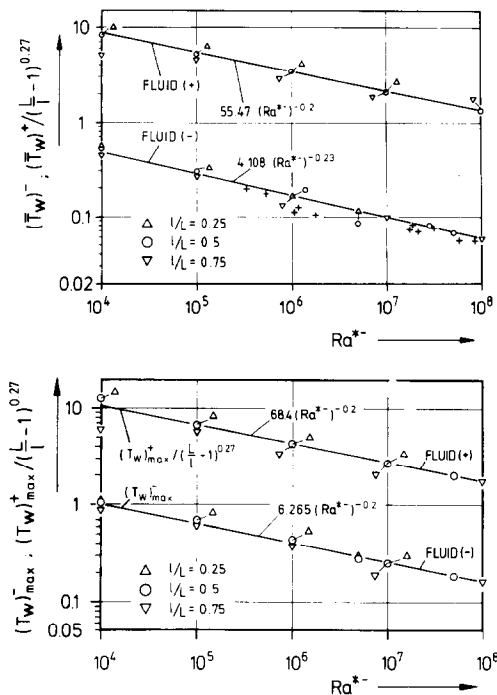 (T̅w)⁻ ; (T̅w)⁺/(L/l -1)^0.27
10
1
0.1
0.02
FLUID (+)
55.47 (Ra*⁻)^-0.2
FLUID (-)
4.108 (Ra*⁻)^-0.23
△ l/L = 0.25
○ l/L = 0.5
▽ l/L = 0.75
10⁴ 10⁵ 10⁶ 10⁷ 10⁸
Ra*⁻
(Tw)⁻max ; (Tw)⁺max/(L/l -1)^0.27
10
1
0.1
0.05
68.4 (Ra*⁻)^-0.2
(Tw)⁺max/(L/l -1)^0.27
FLUID (+)
(Tw)⁻max
6.265 (Ra*⁻)^-0.2
FLUID (-)
△ l/L = 0.25
○ l/L = 0.5
▽ l/L = 0.75
10⁴ 10⁵ 10⁶ 10⁷ 10⁸
Ra*⁻